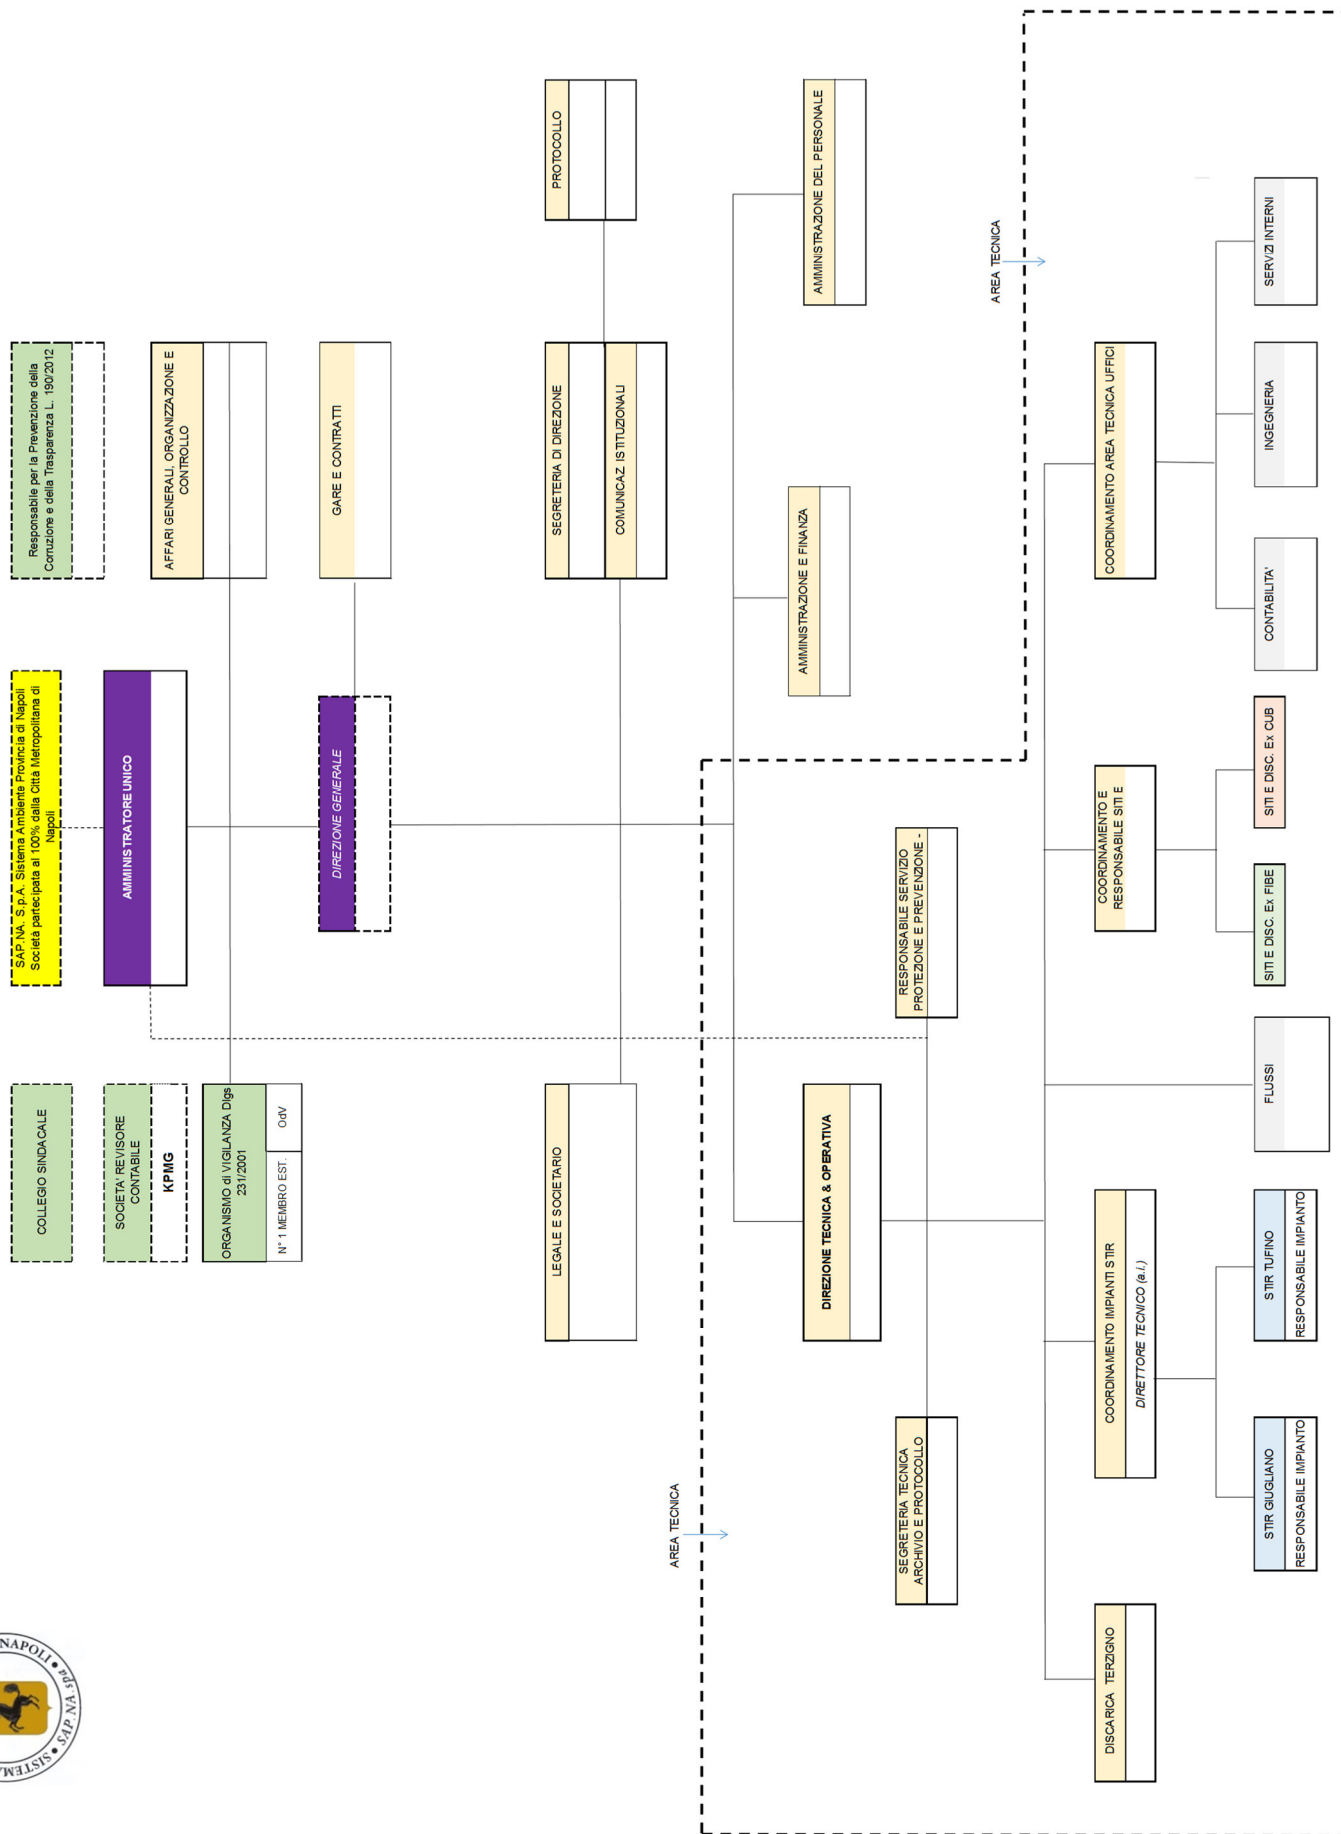 NAPOLI • SAP.NA. spa • SISTEMA
COLLEGIO SINDACALE
SAP.NA. S.p.A. Sistema Ambiente Provincia di Napoli
Società partecipata al 100% dalla Città Metropolitana di
Napoli
Responsabile per la Prevenzione della
Corruzione e della Trasparenza L. 190/2012
SOCIETA' REVISORE
CONTABILE
KPMG
AMMINISTRATORE UNICO
AFFARI GENERALI, ORGANIZZAZIONE E
CONTROLLO
ORGANISMO di VIGILANZA Dlgs
231/2001
N° 1 MEMBRO EST.
OdV
DIREZIONE GENERALE
GARE E CONTRATTI
LEGALE E SOCIETARIO
SEGRETERIA DI DIREZIONE
COMUNICAZ ISTITUZIONALI
PROTOCOLLO
AREA TECNICA
DIREZIONE TECNICA & OPERATIVA
AMMINISTRAZIONE E FINANZA
AMMINISTRAZIONE DEL PERSONALE
SEGRETERIA TECNICA
ARCHIVIO E PROTOCOLLO
RESPONSABILE SERVIZIO
PROTEZIONE E PREVENZIONE -
AREA TECNICA
DISCARICA TERZIGNO
COORDINAMENTO IMPIANTI STIR
DIRETTORE TECNICO (a.i.)
COORDINAMENTO E
RESPONSABILE SITI E
COORDINAMENTO AREA TECNICA UFFICI
STIR GIUGLIANO
RESPONSABILE IMPIANTO
STIR TUFINO
RESPONSABILE IMPIANTO
FLUSSI
SITI E DISC. Ex FIBE
SITI E DISC. Ex CUB
CONTABILITA'
INGEGNERIA
SERVIZI INTERNI